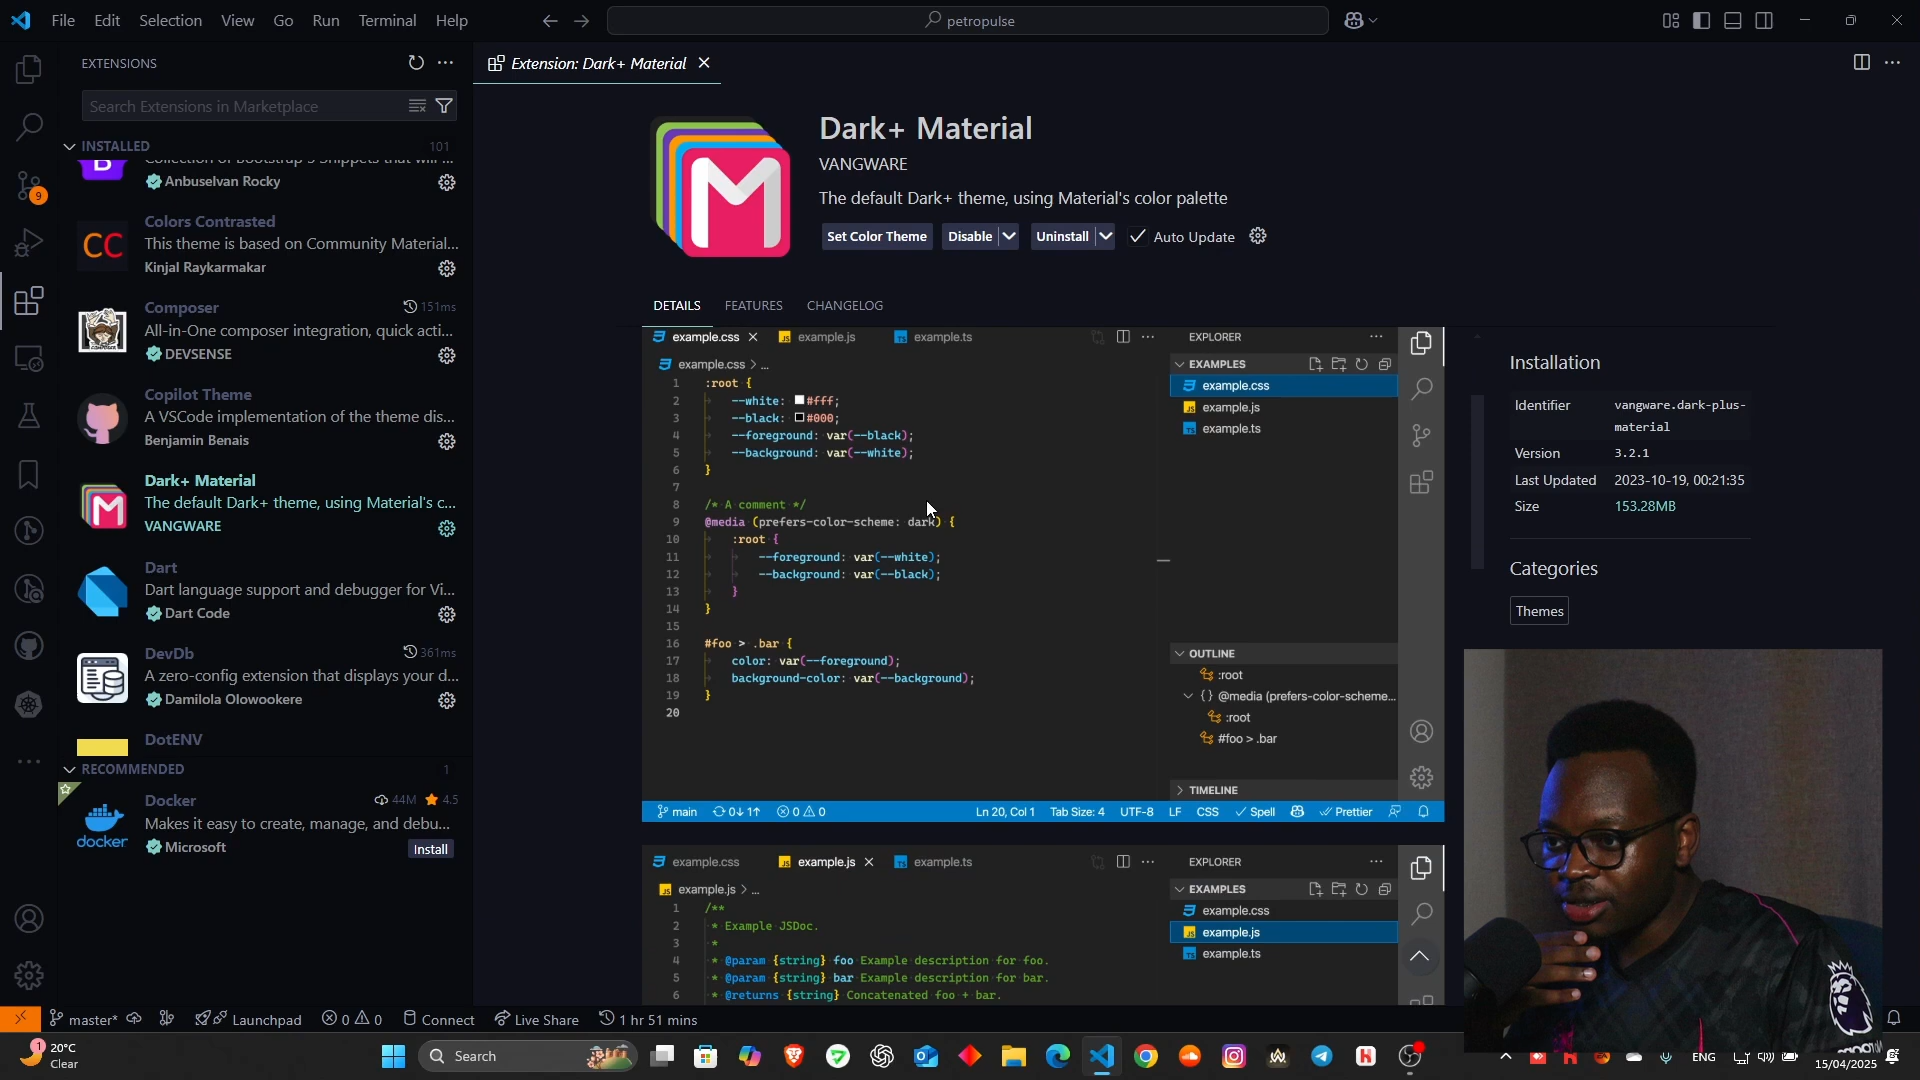 File Edit Selection View Go Run Terminal Help
petropulse
EXTENSIONS
Search Extensions in Marketplace
INSTALLED 101
Anbuselvan Rocky
Colors Contrasted
This theme is based on Community Material...
Kinjal Raykarmakar
Composer 151ms
All-in-One composer integration, quick acti...
DEVSENSE
Copilot Theme
A VSCode implementation of the theme dis...
Benjamin Benais
Dark+ Material
The default Dark+ theme, using Material's c...
VANGWARE
Dart
Dart language support and debugger for Vi...
Dart Code
DevDb 361ms
A zero-config extension that displays your d...
Damilola Olowookere
DotENV
RECOMMENDED 1
Docker 44M 4.5
Makes it easy to create, manage, and debu...
Microsoft Install
Extension: Dark+ Material
Dark+ Material
VANGWARE
The default Dark+ theme, using Material's color palette
Set Color Theme Disable Uninstall Auto Update
DETAILS FEATURES CHANGELOG
example.css example.js example.ts
example.css > ...
1 :root {
2 --white: #fff;
3 --black: #000;
4 --foreground: var(--black);
5 --background: var(--white);
6 }
7
8 /* A comment */
9 @media (prefers-color-scheme: dark) {
10 :root {
11 --foreground: var(--white);
12 --background: var(--black);
13 }
14 }
15
16 #foo > .bar {
17 color: var(--foreground);
18 background-color: var(--background);
19 }
20
EXPLORER
EXAMPLES
example.css
example.js
example.ts
OUTLINE
:root
{} @media (prefers-color-scheme...
:root
#foo > .bar
TIMELINE
main 0↓ 1↑ 0 0 Ln 20, Col 1 Tab Size: 4 UTF-8 LF CSS Spell Prettier
example.css example.js example.ts
example.js > ...
1 /**
2 * Example JSDoc.
3 *
4 * @param {string} foo Example description for foo.
5 * @param {string} bar Example description for bar.
6 * @returns {string} Concatenated foo + bar.
EXPLORER
EXAMPLES
example.css
example.js
example.ts
Installation
Identifier vangware.dark-plus-
material
Version 3.2.1
Last Updated 2023-10-19, 00:21:35
Size 153.28MB
Categories
Themes
master* Launchpad 0 0 Connect Live Share 1 hr 51 mins
20°C
Clear
Search
ENG
15/04/2025
9
CC
M
M
docker
1